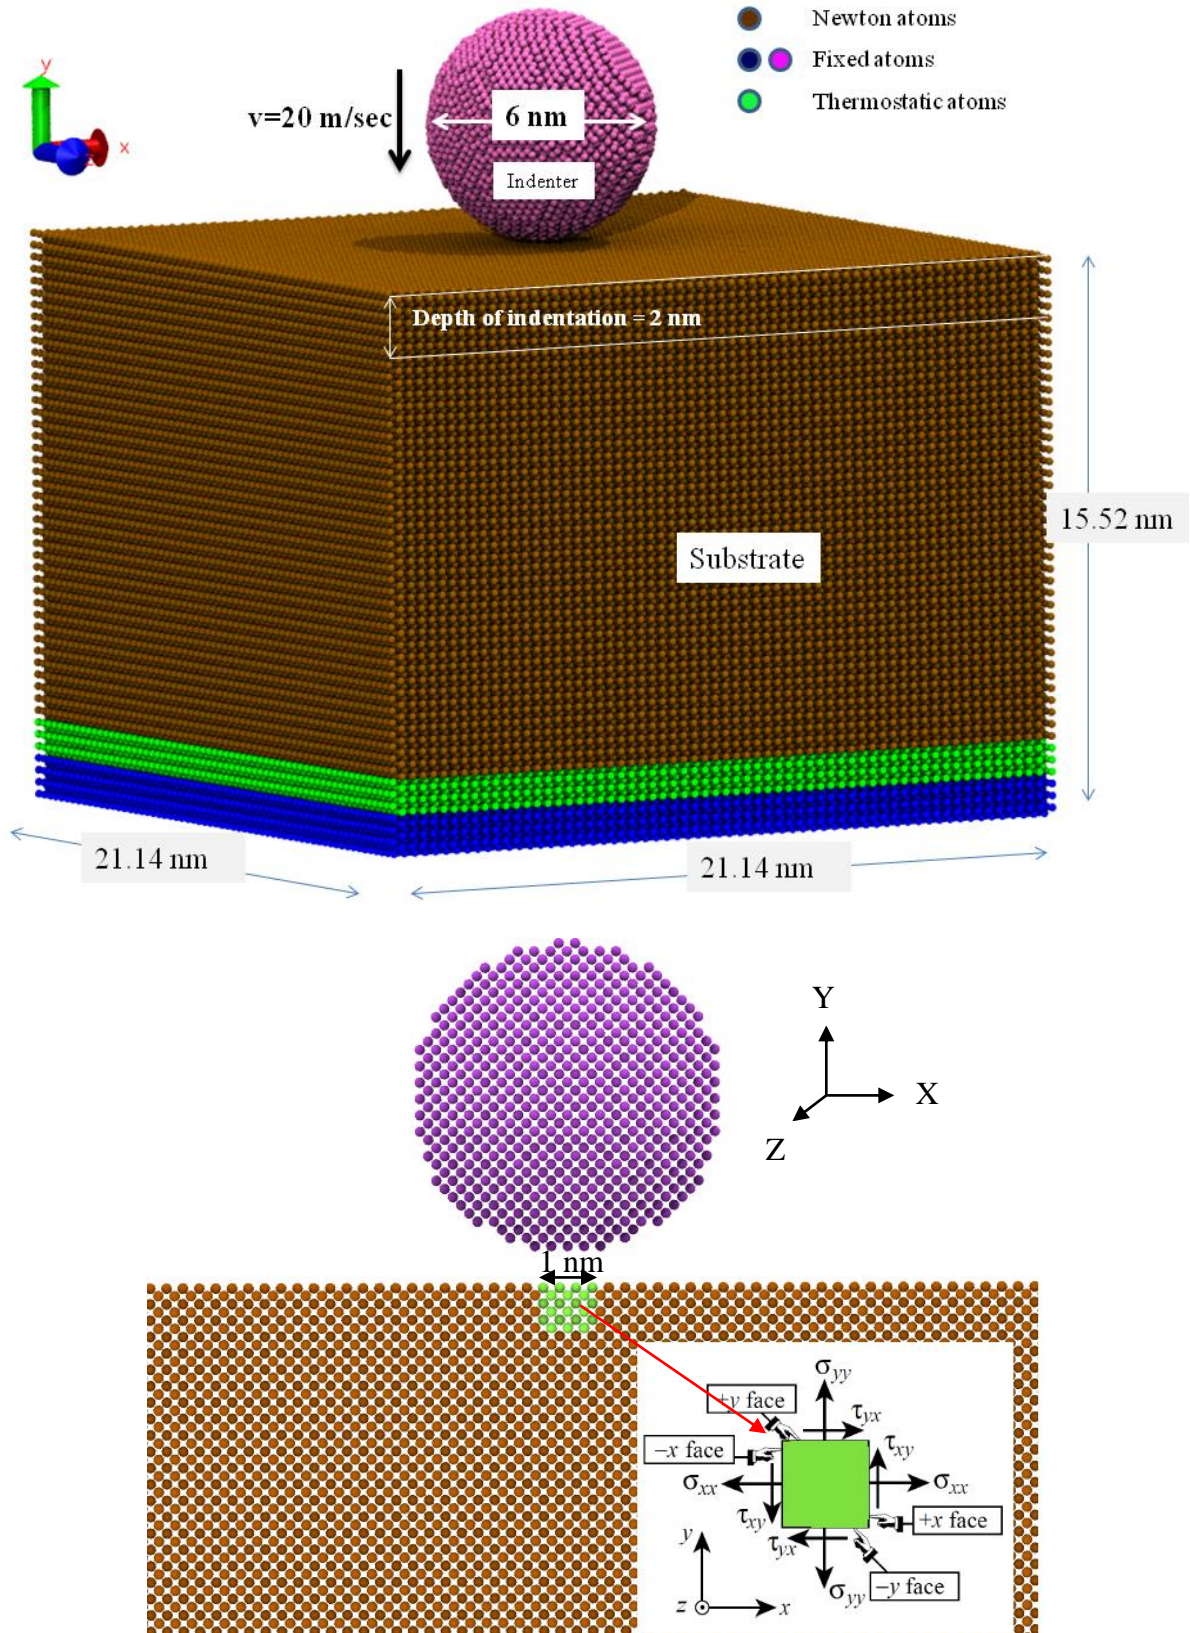 Newton atoms
Fixed atoms
Thermostatic atoms
y
x
v=20 m/sec
6 nm
Indenter
Depth of indentation = 2 nm
15.52 nm
Substrate
21.14 nm
21.14 nm
Y
X
Z
1 nm
σyy
+y face
τyx
−x face
τxy
σxx
σxx
τxy
+x face
τyx
y
σyy
−y face
z
x